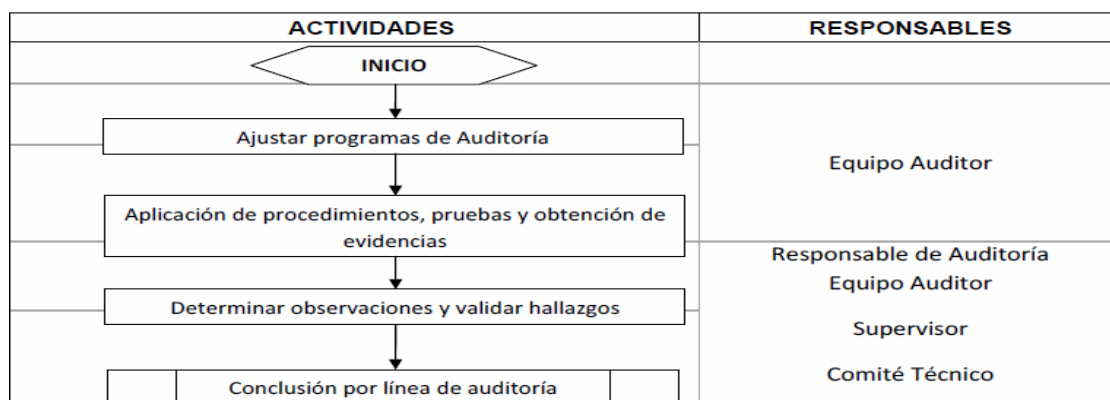 ACTIVIDADES
RESPONSABLES
INICIO
Ajustar programas de Auditoría
Equipo Auditor
Aplicación de procedimientos, pruebas y obtención de
evidencias
Responsable de Auditoría
Equipo Auditor
Determinar observaciones y validar hallazgos
Supervisor
Comité Técnico
Conclusión por línea de auditoría